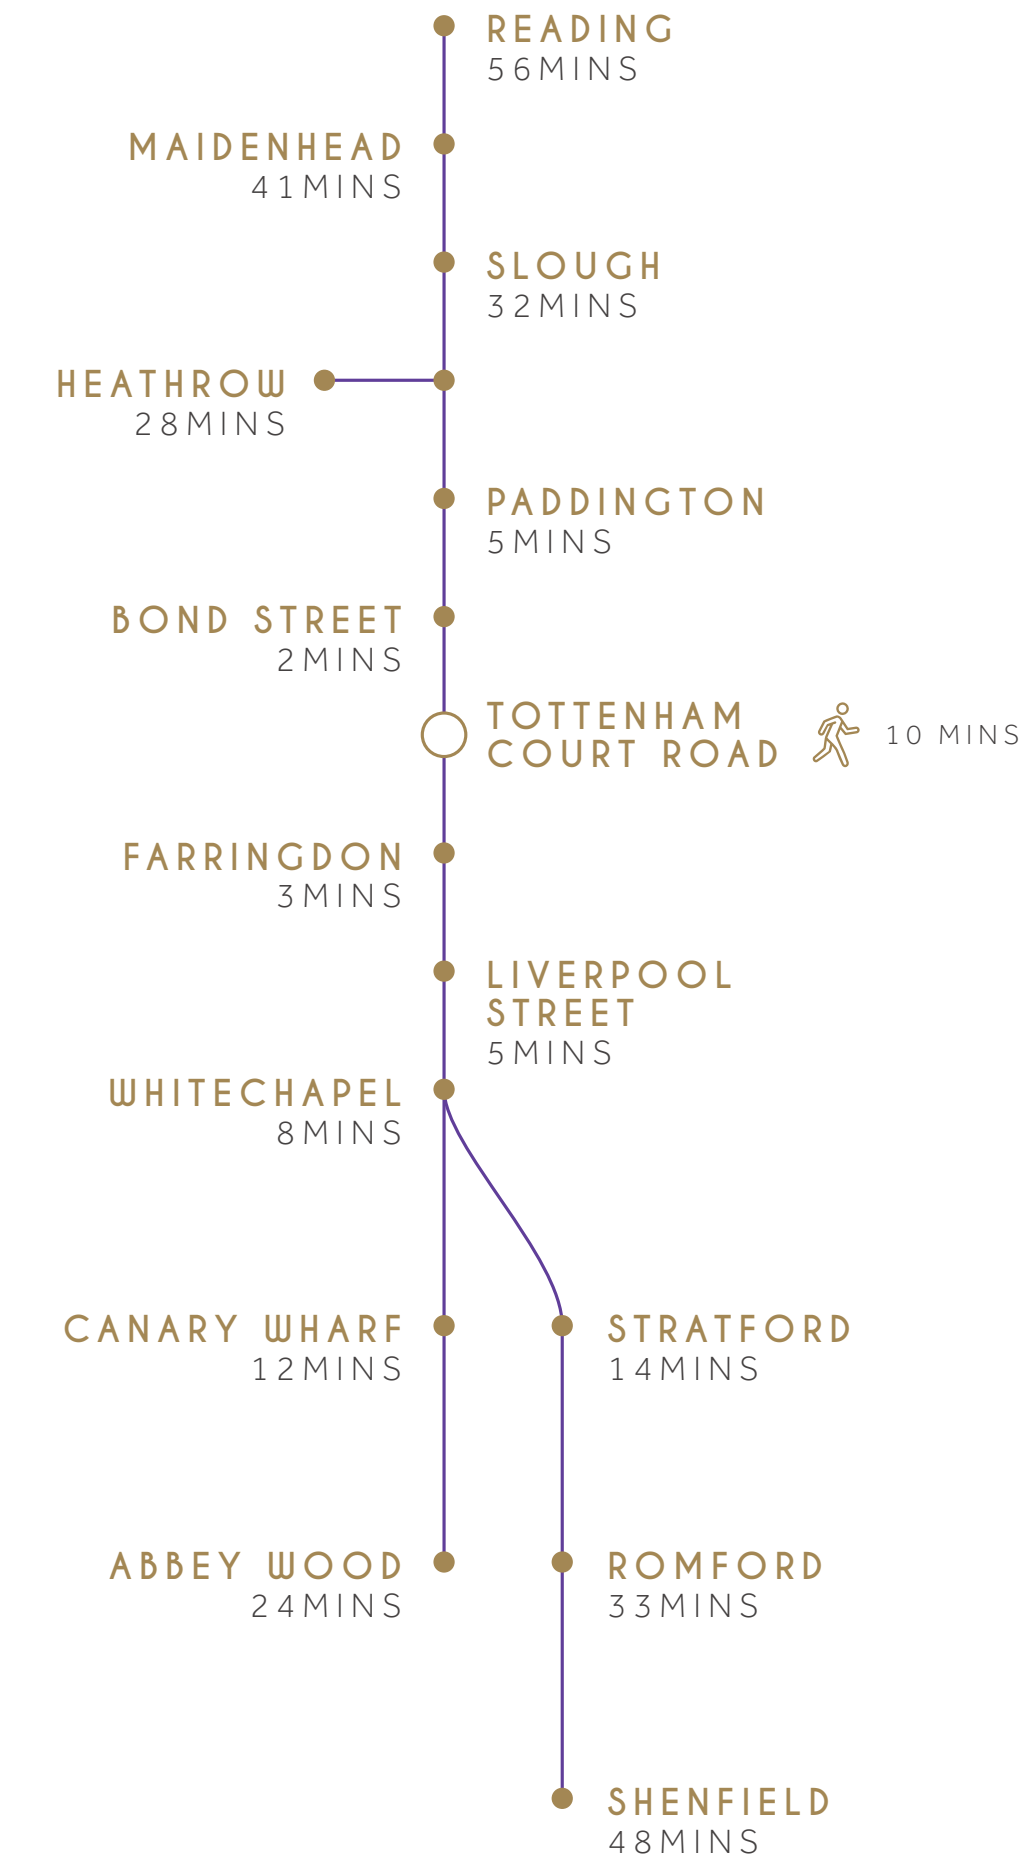 READING
56MINS
MAIDENHEAD
41MINS
SLOUGH
32MINS
HEATHROW
28MINS
PADDINGTON
5MINS
BOND STREET
2MINS
TOTTENHAM
COURT ROAD
10 MINS
FARRINGDON
3MINS
LIVERPOOL
STREET
5MINS
WHITECHAPEL
8MINS
CANARY WHARF
12MINS
STRATFORD
14MINS
ABBEY WOOD
24MINS
ROMFORD
33MINS
SHENFIELD
48MINS